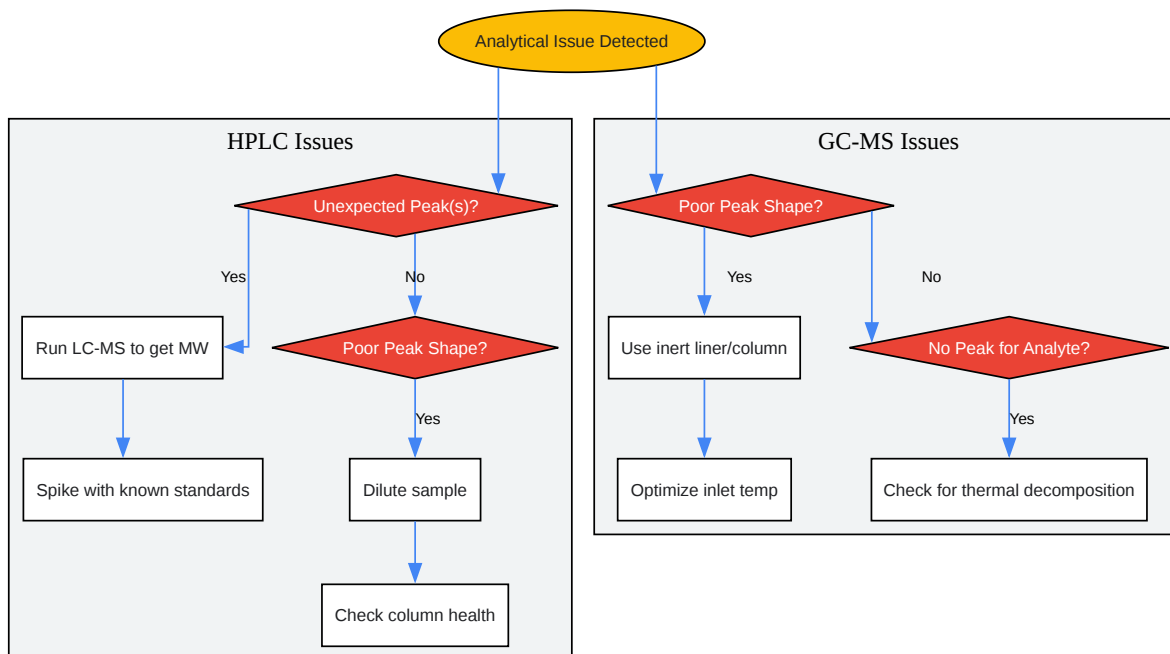 Analytical Issue Detected
HPLC Issues
GC-MS Issues
Unexpected Peak(s)?
Poor Peak Shape?
Yes
No
Yes
No
Run LC-MS to get MW
Poor Peak Shape?
Use inert liner/column
No Peak for Analyte?
Yes
Yes
Spike with known standards
Dilute sample
Optimize inlet temp
Check for thermal decomposition
Check column health